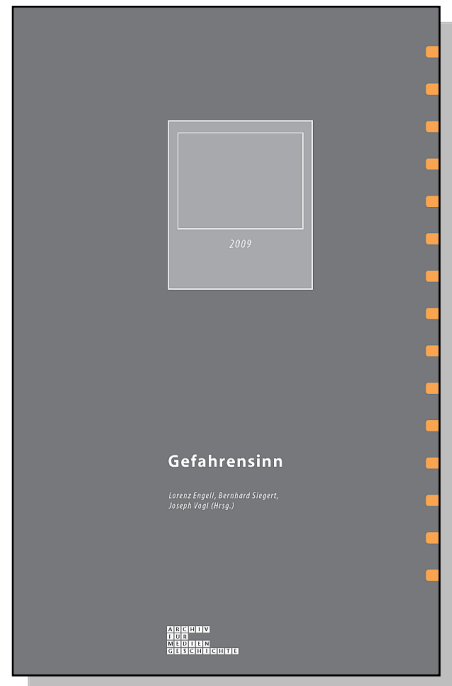 2009
Gefahrensinn
Lorenz Engell, Bernhard Siegert,
Joseph Vogl (Hrsg.)
ARCHIV
FÜR
MEDIEN
GESCHICHTE